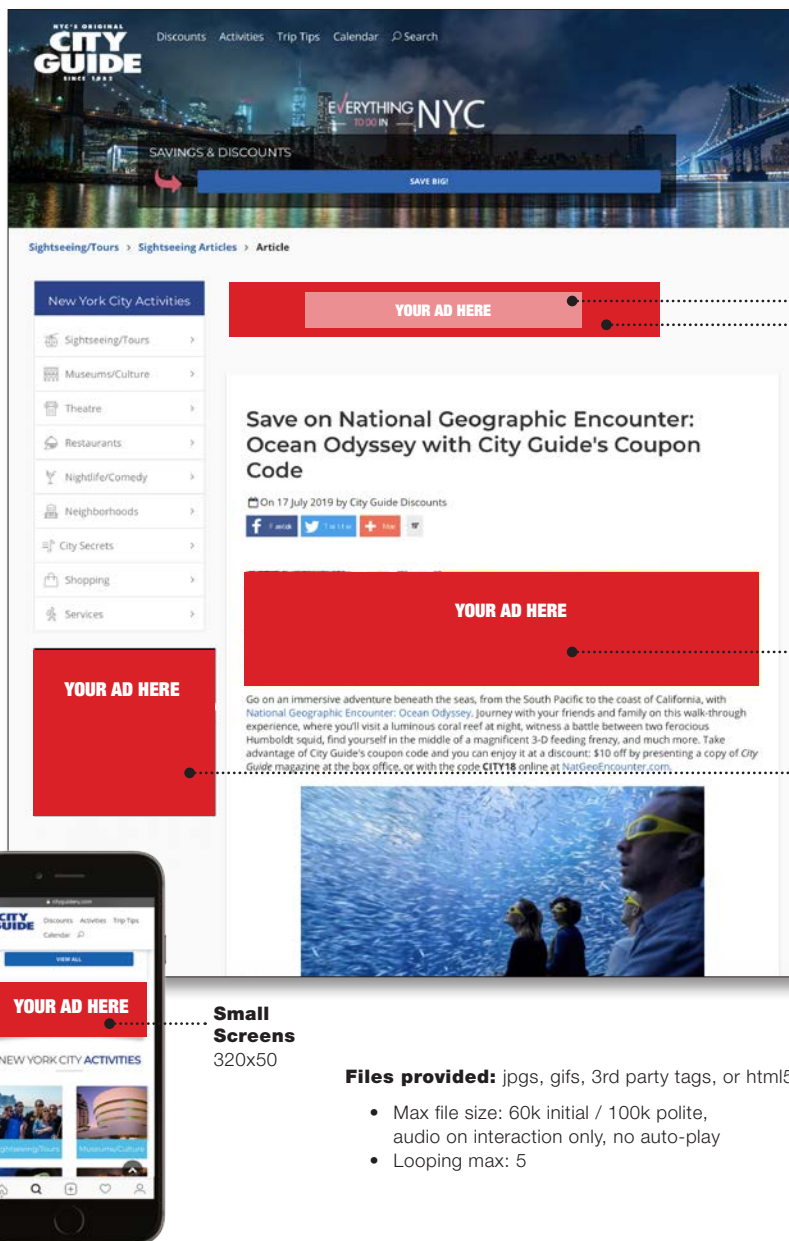 NYC'S ORIGINAL
CITY
GUIDE
SINCE 1982
Discounts Activities Trip Tips Calendar Search
EVERYTHING
TO DO IN
NYC
SAVINGS & DISCOUNTS
SAVE BIG!
Sightseeing/Tours > Sightseeing Articles > Article
New York City Activities
Sightseeing/Tours >
Museums/Culture >
Theatre >
Restaurants >
Nightlife/Comedy >
Neighborhoods >
City Secrets >
Shopping >
Services >
YOUR AD HERE
YOUR AD HERE
Save on National Geographic Encounter:
Ocean Odyssey with City Guide's Coupon
Code
On 17 July 2019 by City Guide Discounts
YOUR AD HERE
Go on an immersive adventure beneath the seas, from the South Pacific to the coast of California, with
National Geographic Encounter: Ocean Odyssey. Journey with your friends and family on this walk-through
experience, where you'll visit a luminous coral reef at night, witness a battle between two ferocious
Humboldt squid, find yourself in the middle of a magnificent 3-D feeding frenzy, and much more. Take
advantage of City Guide's coupon code and you can enjoy it at a discount: $10 off by presenting a copy of City
Guide magazine at the box office, or with the code CITY18 online at NatGeoEncounter.com.
cityguideny.com
CITY
GUIDE
Discounts Activities Trip Tips
Calendar
VIEW ALL
YOUR AD HERE
NEW YORK CITY ACTIVITIES
Sightseeing/Tours
Museums/Culture
Small
Screens
320x50
Files provided: jpgs, gifs, 3rd party tags, or html5
• Max file size: 60k initial / 100k polite,
audio on interaction only, no auto-play
• Looping max: 5